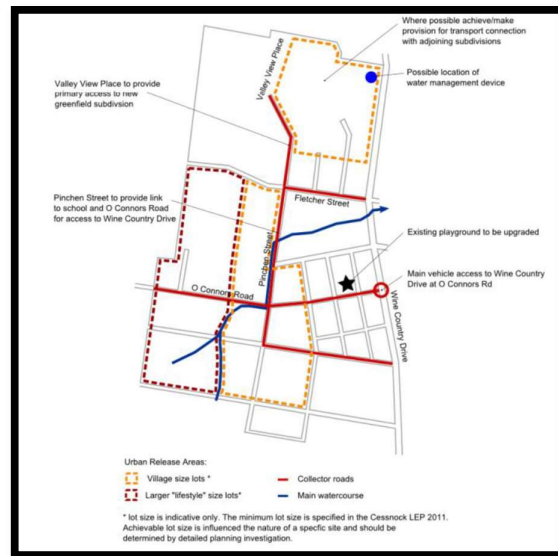 Where possible achieve/make
provision for transport connection
with adjoining subdivisions
Valley View Place
Possible location of
water management device
Valley View Place to provide
primary access to new
greenfield subdivsion
Pinchen Street to provide link
to school and O Connors Road
for access to Wine Country Drive
Fletcher Street
Existing playground to be upgraded
Pinchen Street
Main vehicle access to Wine Country
Drive at O Connors Rd
O Connors Road
Wine Country Drive
Urban Release Areas:
Village size lots *
Collector roads
Larger "lifestyle" size lots*
Main watercourse
* lot size is indicative only. The minimum lot size is specified in the Cessnock LEP 2011.
Achievable lot size is influenced the nature of a specfic site and should be
determined by detailed planning investigation.